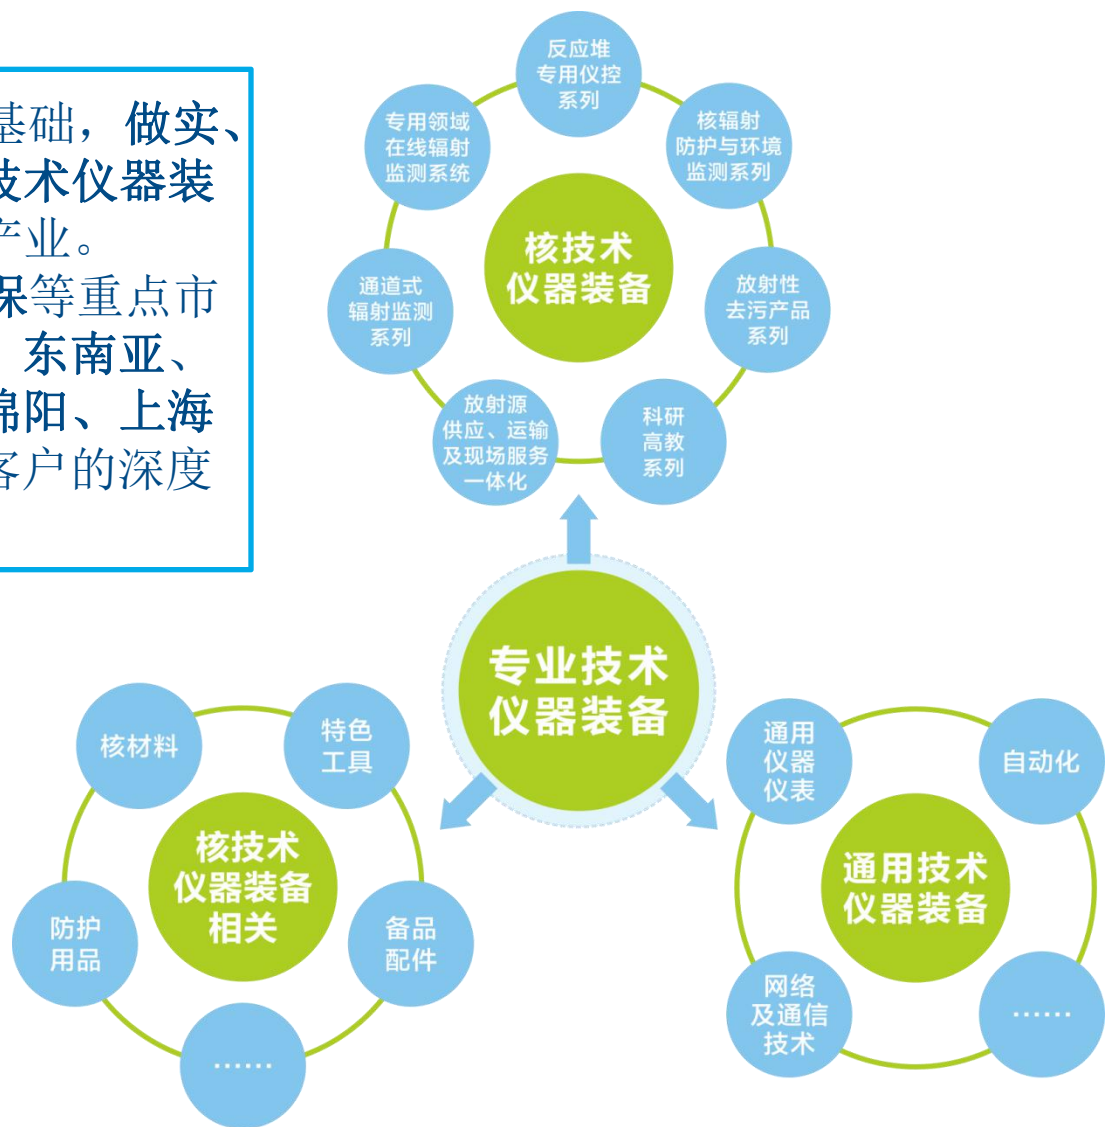 基础，做实、
技术仪器装
产业。
保等重点市
东南亚、
绵阳、上海
客户的深度
反应堆
专用仪控
系列
专用领域
在线辐射
监测系统
核辐射
防护与环境
监测系列
核技术
仪器装备
通道式
辐射监测
系列
放射性
去污产品
系列
放射源
供应、运输
及现场服务
一体化
科研
高教
系列
专业技术
仪器装备
核材料
特色
工具
核技术
仪器装备
相关
防护
用品
备品
配件
……
通用
仪器
仪表
自动化
通用技术
仪器装备
网络
及通信
技术
……